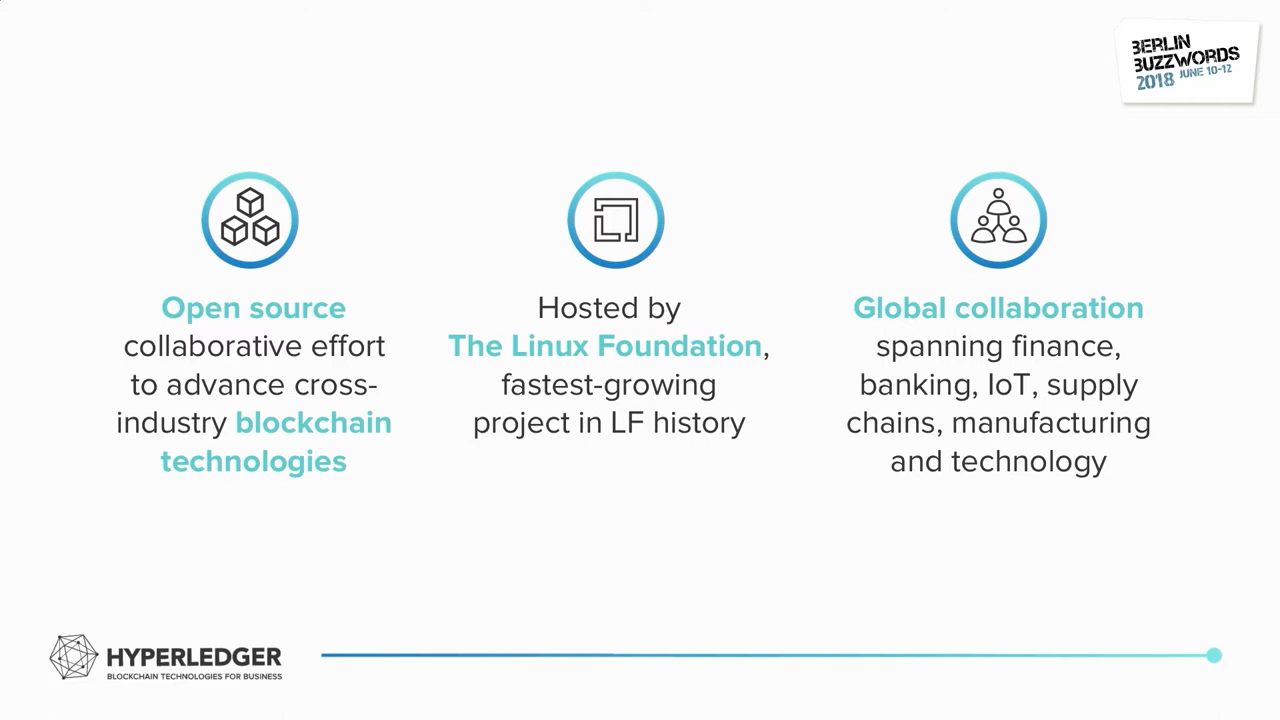 BERLIN
BUZZWORDS
2018 JUNE 10-12
Open source
collaborative effort
to advance cross-
industry blockchain
technologies
Hosted by
The Linux Foundation,
fastest-growing
project in LF history
Global collaboration
spanning finance,
banking, IoT, supply
chains, manufacturing
and technology
HYPERLEDGER
BLOCKCHAIN TECHNOLOGIES FOR BUSINESS